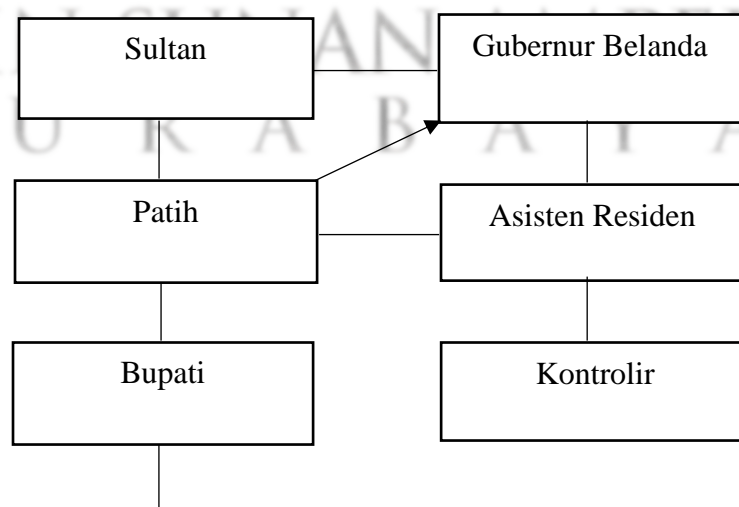 Sultan
Gubernur Belanda
Patih
Asisten Residen
Bupati
Kontrolir